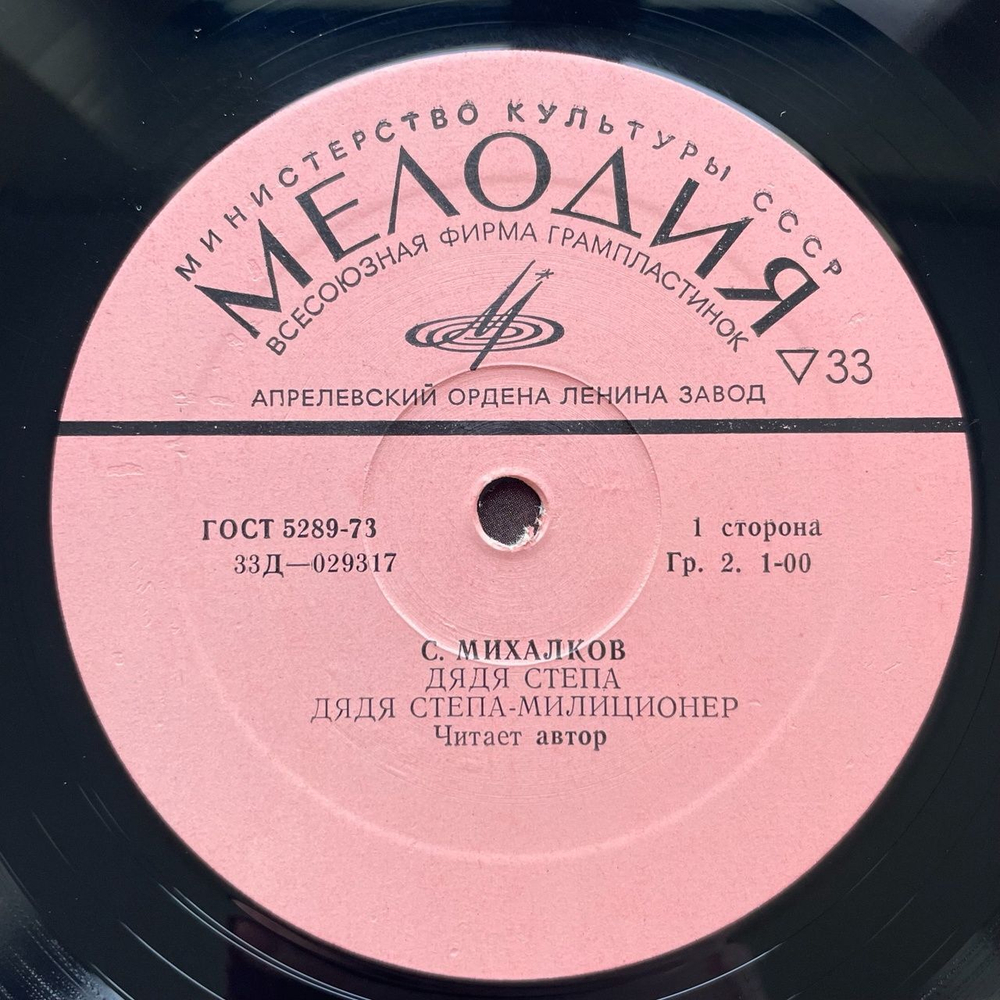 МИНИСТЕРСТВО КУЛЬТУРЫ СССР
МЕЛОДИЯ
ВСЕСОЮЗНАЯ ФИРМА ГРАМПЛАСТИНОК
М
▽33
АПРЕЛЕВСКИЙ ОРДЕНА ЛЕНИНА ЗАВОД
ГОСТ 5289-73
33Д—029317
1 сторона
Гр. 2. 1-00
С. МИХАЛКОВ
ДЯДЯ СТЕПА
ДЯДЯ СТЕПА-МИЛИЦИОНЕР
Читает автор